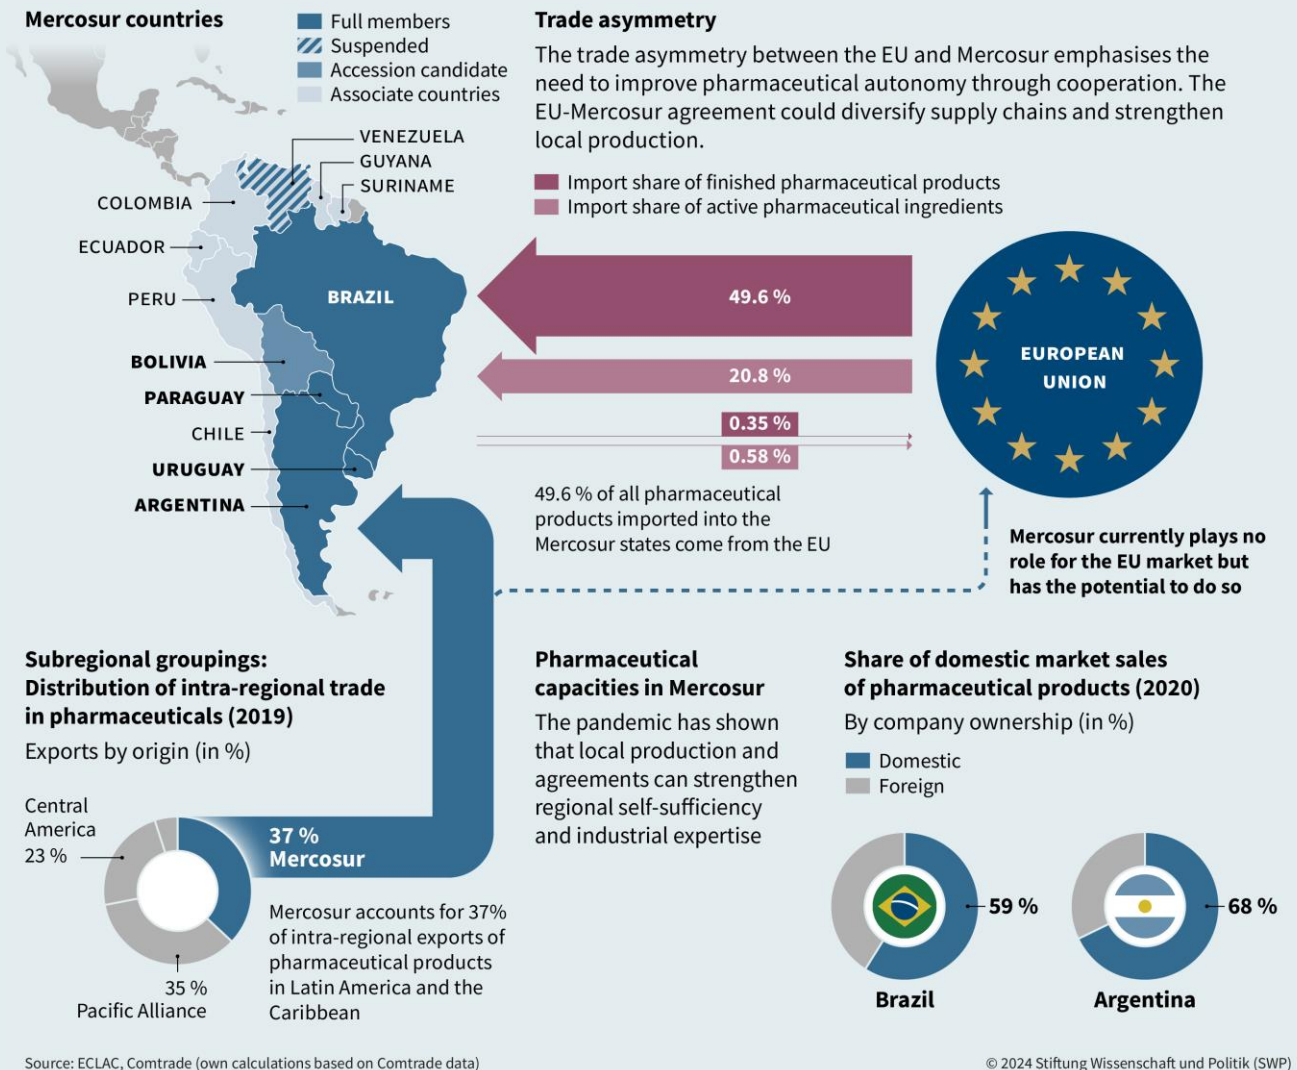 Mercosur countries
Full members
Suspended
Accession candidate
Associate countries
VENEZUELA
GUYANA
SURINAME
COLOMBIA
ECUADOR
PERU
BRAZIL
BOLIVIA
PARAGUAY
CHILE
URUGUAY
ARGENTINA
Trade asymmetry
The trade asymmetry between the EU and Mercosur emphasises the
need to improve pharmaceutical autonomy through cooperation. The
EU-Mercosur agreement could diversify supply chains and strengthen
local production.
Import share of finished pharmaceutical products
Import share of active pharmaceutical ingredients
49.6 %
20.8 %
0.35 %
0.58 %
EUROPEAN
UNION
49.6 % of all pharmaceutical
products imported into the
Mercosur states come from the EU
Mercosur currently plays no
role for the EU market but
has the potential to do so
Subregional groupings:
Distribution of intra-regional trade
in pharmaceuticals (2019)
Exports by origin (in %)
Central
America
23 %
37 %
Mercosur
35 %
Pacific Alliance
Mercosur accounts for 37%
of intra-regional exports of
pharmaceutical products
in Latin America and the
Caribbean
Pharmaceutical
capacities in Mercosur
The pandemic has shown
that local production and
agreements can strengthen
regional self-sufficiency
and industrial expertise
Share of domestic market sales
of pharmaceutical products (2020)
By company ownership (in %)
Domestic
Foreign
59 %
Brazil
68 %
Argentina
Source: ECLAC, Comtrade (own calculations based on Comtrade data)
© 2024 Stiftung Wissenschaft und Politik (SWP)